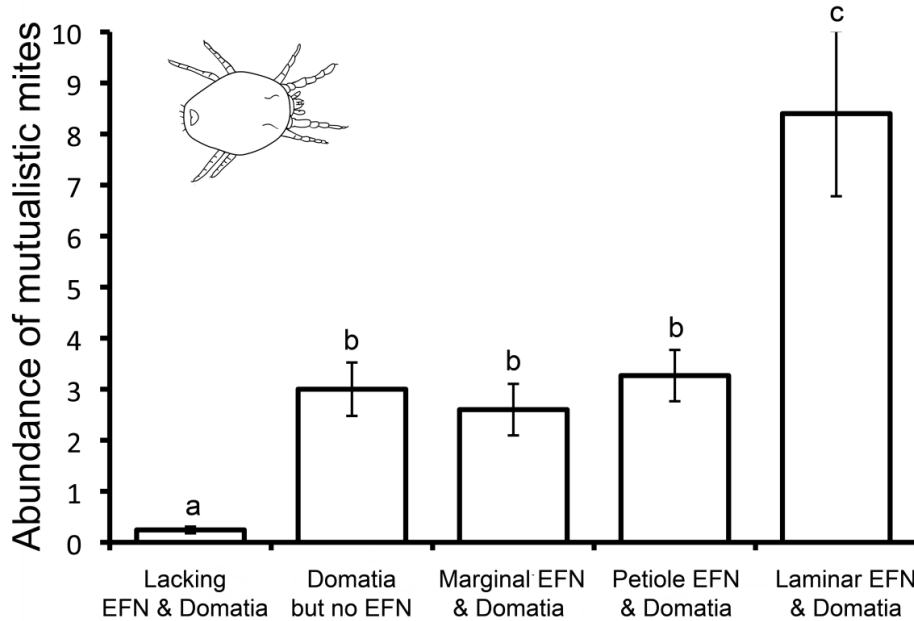 Abundance of mutualistic mites
10
9
8
7
6
5
4
3
2
1
0
a
b
b
b
c
Lacking
EFN & Domatia
Domatia
but no EFN
Marginal EFN
& Domatia
Petiole EFN
& Domatia
Laminar EFN
& Domatia